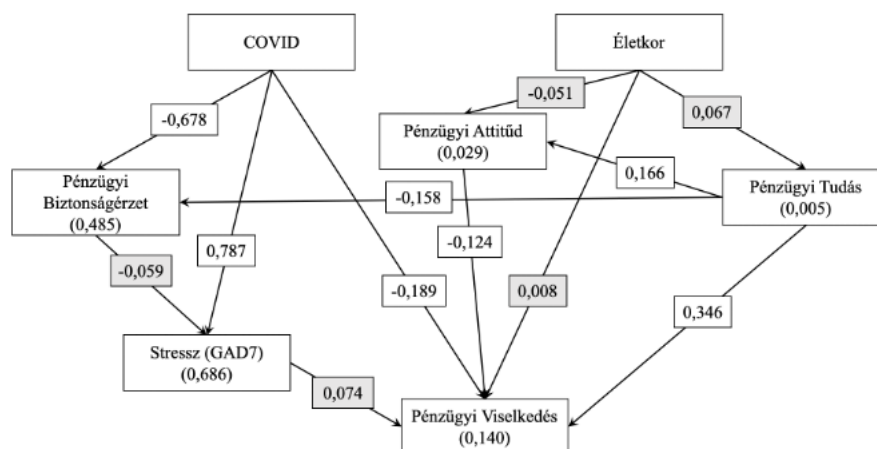 COVID
Életkor
-0,051
-0,678
0,067
Pénzügyi Attitűd
(0,029)
0,166
Pénzügyi
Biztonságérzet
(0,485)
-0,158
Pénzügyi Tudás
(0,005)
-0,124
-0,059
0,787
-0,189
0,008
0,346
Stressz (GAD7)
(0,686)
0,074
Pénzügyi Viselkedés
(0,140)